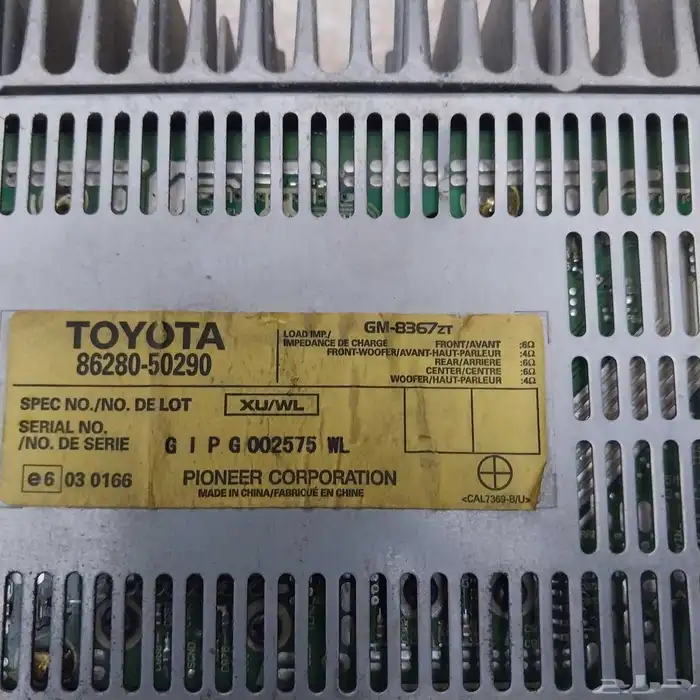 TOYOTA
86280-50290
GM-8367ZT
LOAD IMP./
IMPEDANCE DE CHARGE
FRONT/AVANT :6Ω
FRONT-WOOFER/AVANT-HAUT-PARLEUR :4Ω
REAR/ARRIERE :6Ω
CENTER/CENTRE :6Ω
WOOFER/HAUT-PARLEUR :4Ω
SPEC NO./NO. DE LOT XU/WL
SERIAL NO.
/NO. DE SERIE G I P G 002575 WL
e6 03 0166
PIONEER CORPORATION
MADE IN CHINA/FABRIQUÉ EN CHINE
<CAL7369-B/U>
حراج